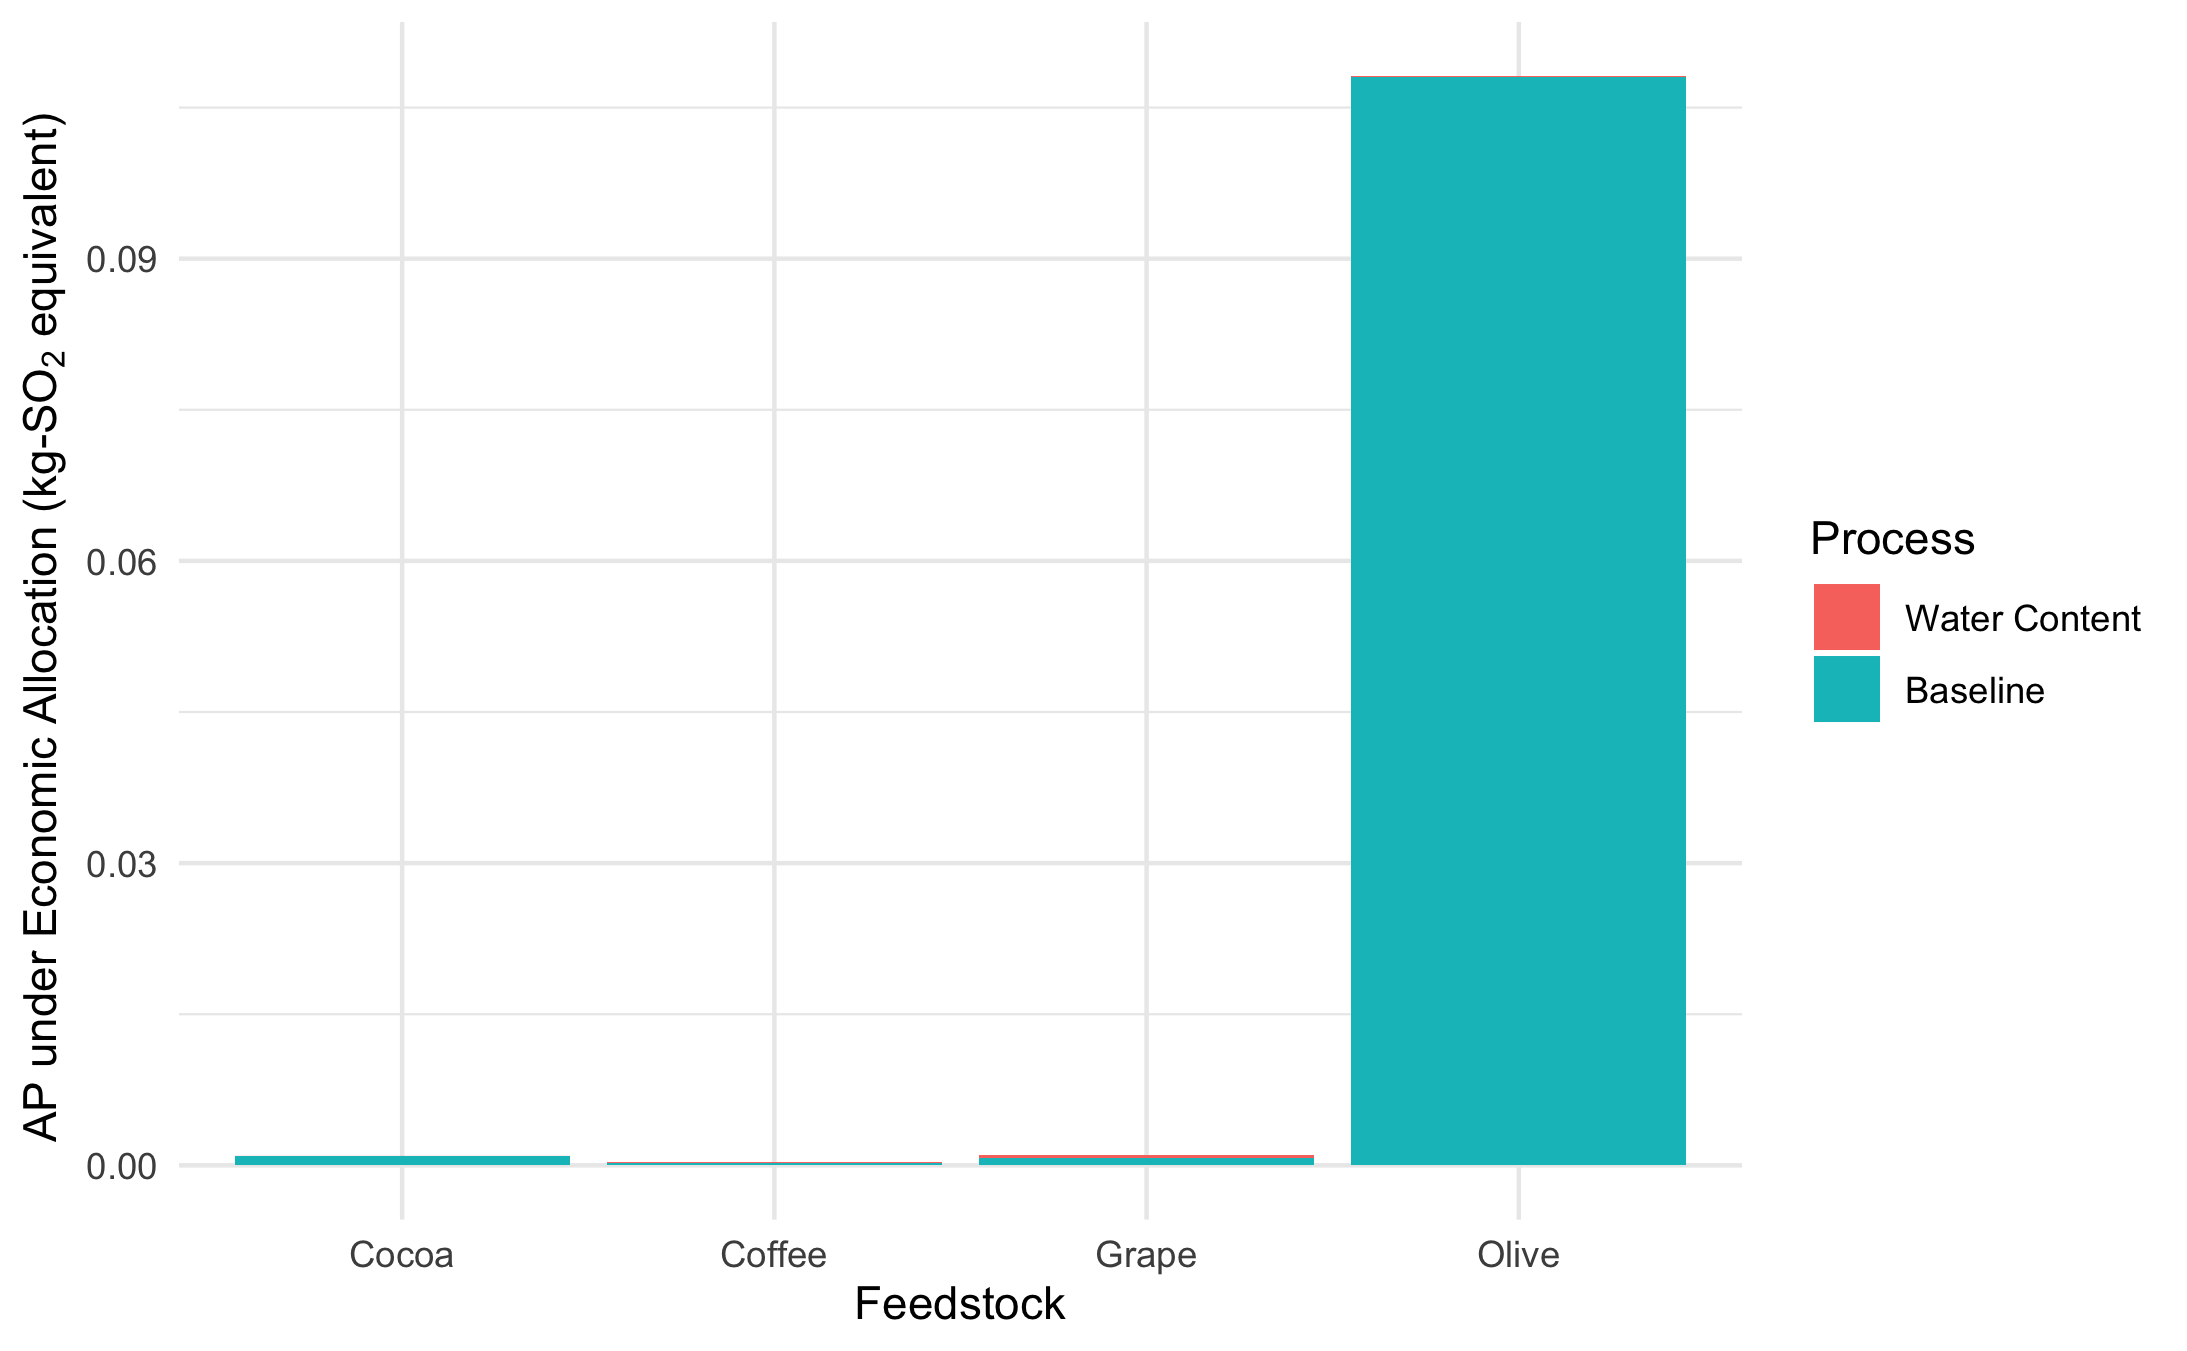 AP under Economic Allocation (kg-SO₂ equivalent)
0.09
0.06
0.03
0.00
Cocoa Coffee Grape Olive
Feedstock
Process
Water Content
Baseline